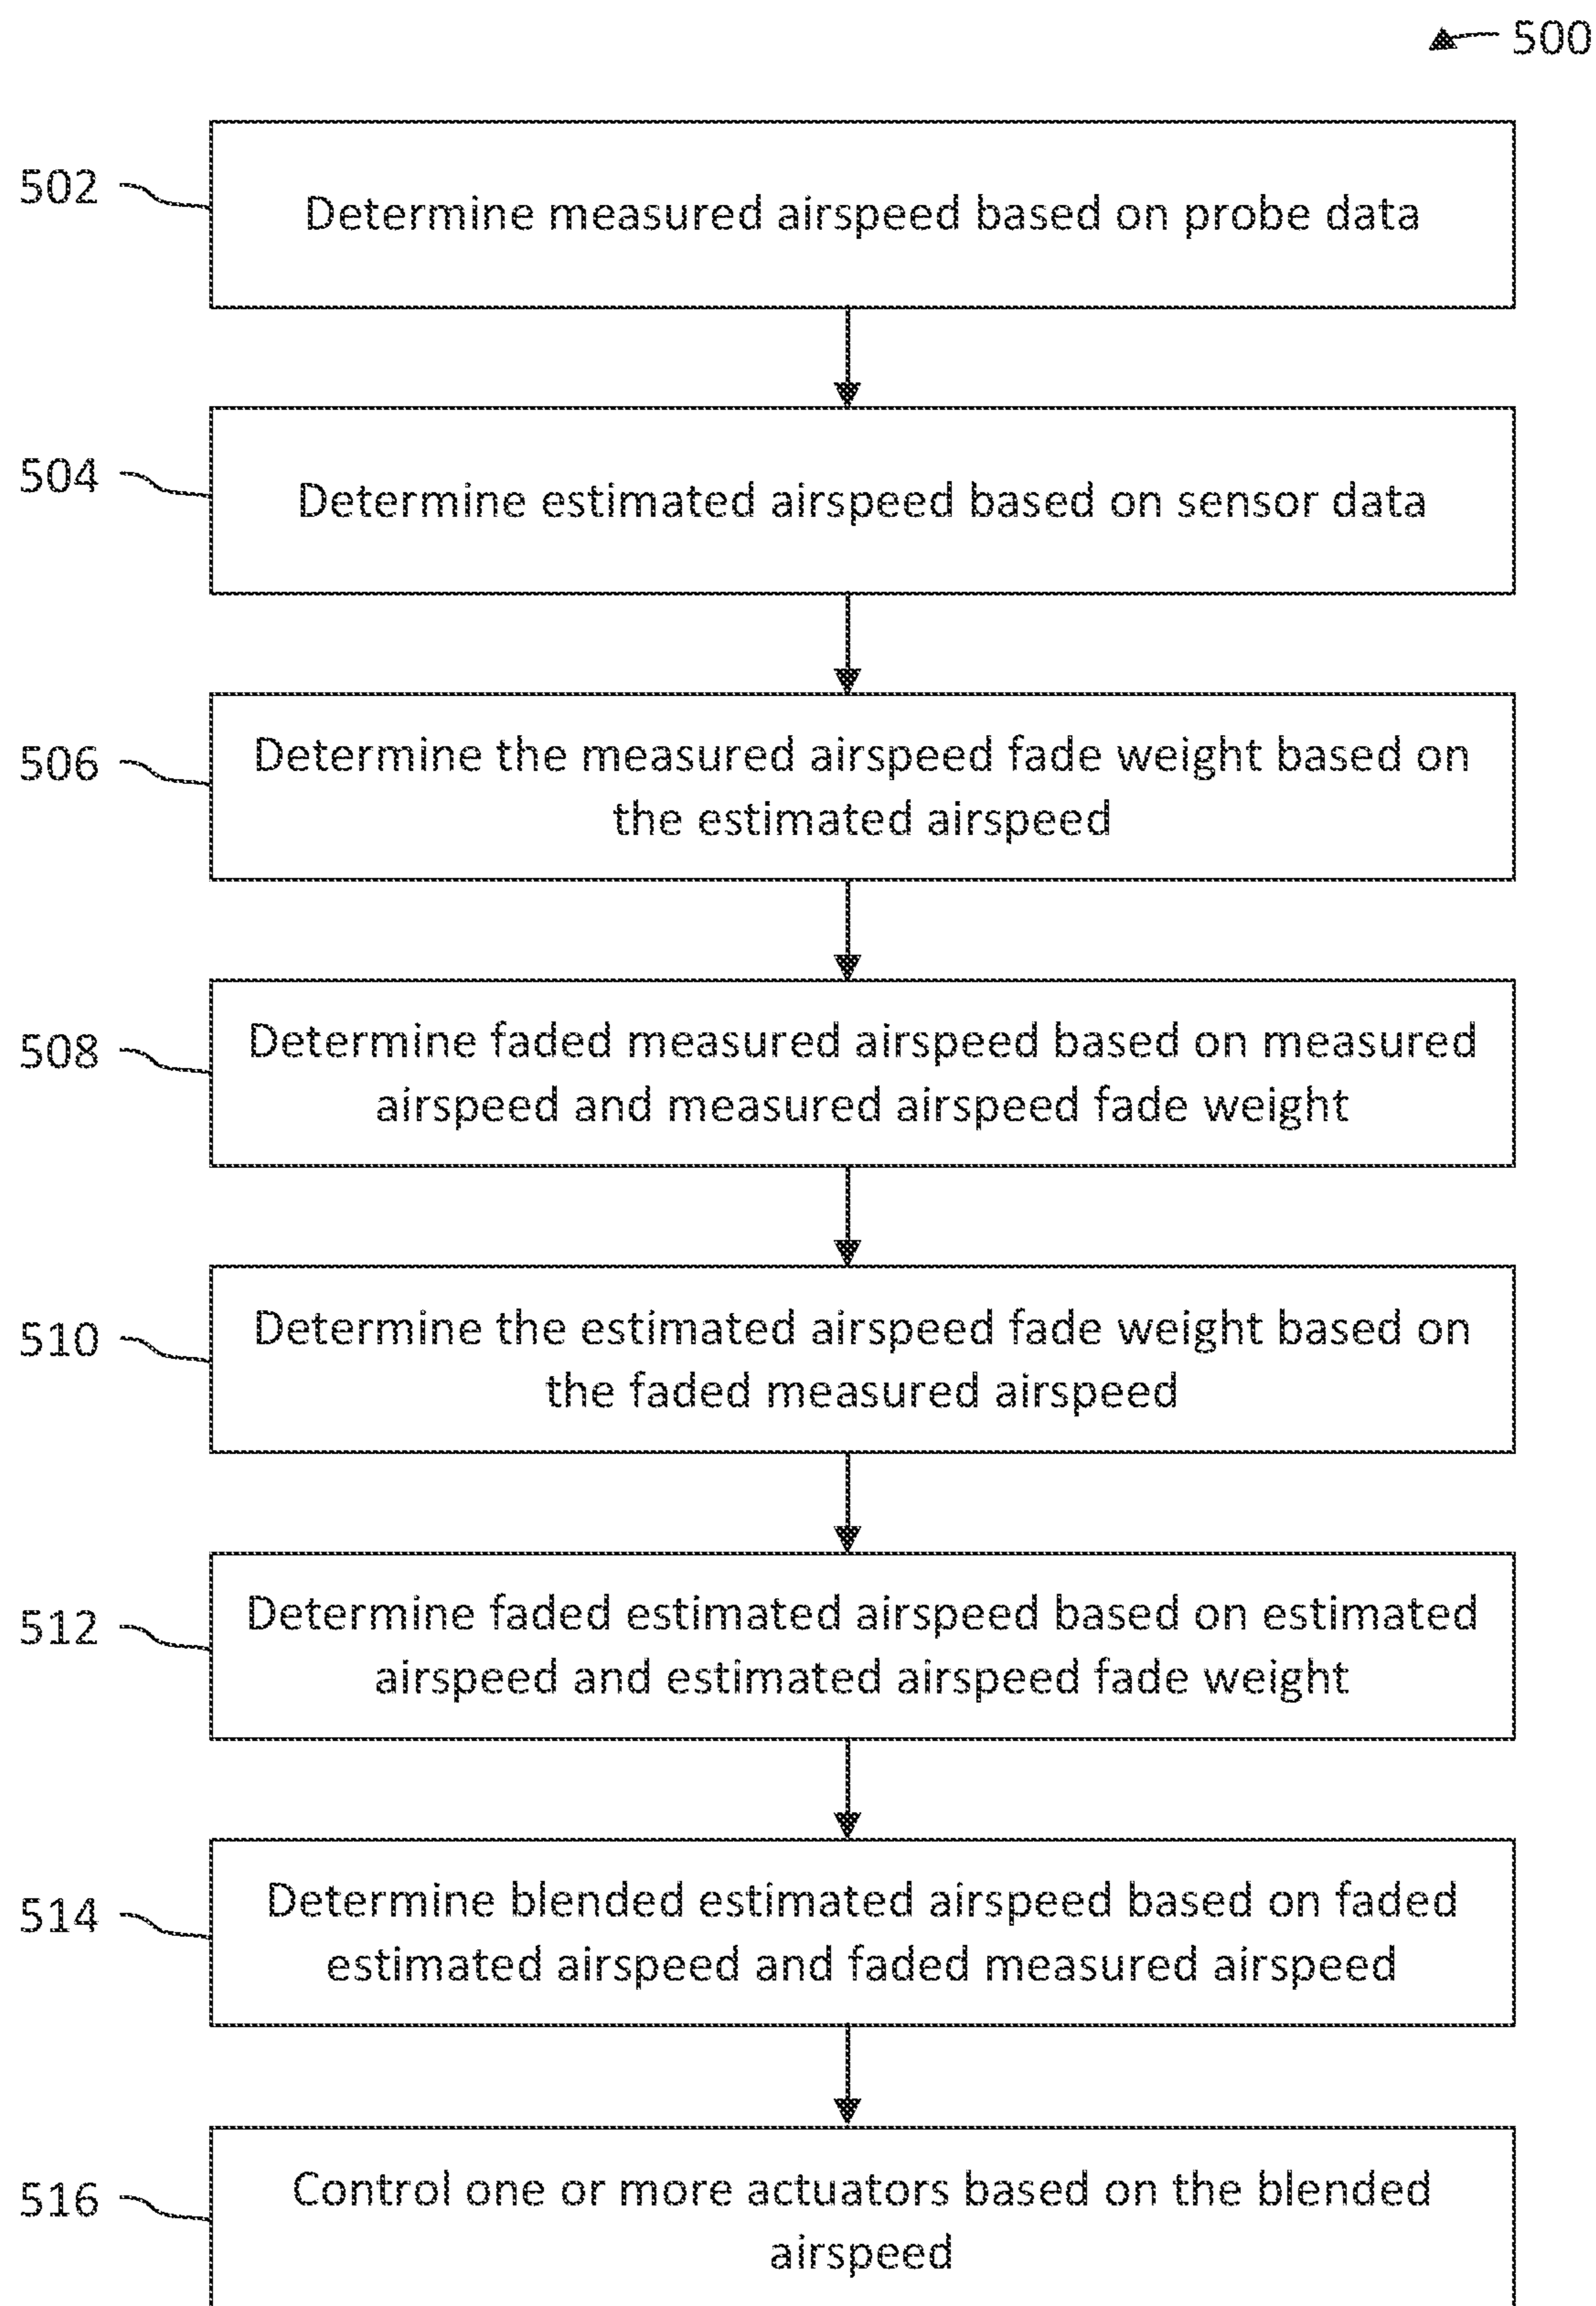 500
502
Determine measured airspeed based on probe data
504
Determine estimated airspeed based on sensor data
506
Determine the measured airspeed fade weight based on
the estimated airspeed
508
Determine faded measured airspeed based on measured
airspeed and measured airspeed fade weight
510
Determine the estimated airspeed fade weight based on
the faded measured airspeed
512
Determine faded estimated airspeed based on estimated
airspeed and estimated airspeed fade weight
514
Determine blended estimated airspeed based on faded
estimated airspeed and faded measured airspeed
516
Control one or more actuators based on the blended
airspeed